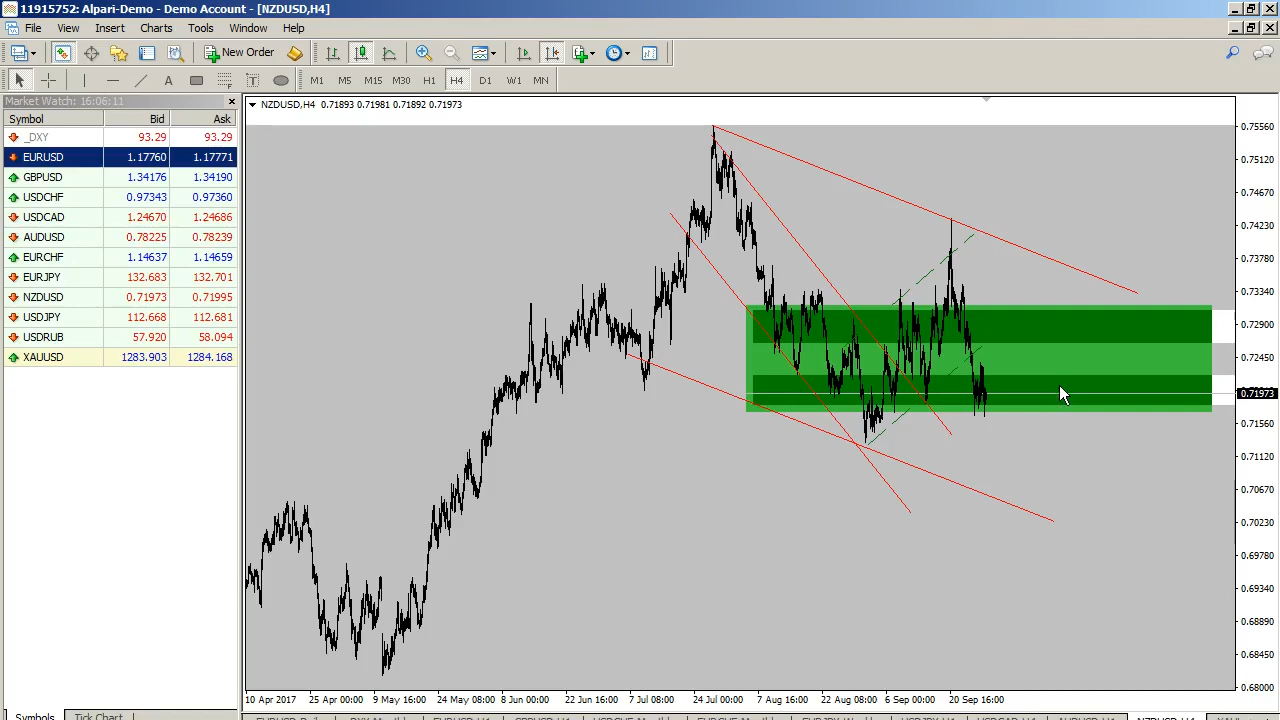 11915752: Alpari-Demo - Demo Account - [NZDUSD,H4]
File View Insert Charts Tools Window Help
New Order
A T M1 M5 M15 M30 H1 H4 D1 W1 MN
Market Watch: 16:06:11
Symbol Bid Ask
_DXY 93.29 93.29
EURUSD 1.17760 1.17771
GBPUSD 1.34176 1.34190
USDCHF 0.97343 0.97360
USDCAD 1.24670 1.24686
AUDUSD 0.78225 0.78239
EURCHF 1.14637 1.14659
EURJPY 132.683 132.701
NZDUSD 0.71973 0.71995
USDJPY 112.668 112.681
USDRUB 57.920 58.094
XAUUSD 1283.903 1284.168
Symbols Tick Chart
NZDUSD,H4 0.71893 0.71981 0.71892 0.71973
0.75560
0.75120
0.74670
0.74230
0.73780
0.73340
0.72900
0.72450
0.71973
0.71560
0.71120
0.70670
0.70230
0.69780
0.69340
0.68890
0.68450
0.68000
10 Apr 2017 25 Apr 00:00 9 May 16:00 24 May 08:00 8 Jun 00:00 22 Jun 16:00 7 Jul 08:00 24 Jul 00:00 7 Aug 16:00 22 Aug 08:00 6 Sep 00:00 20 Sep 16:00